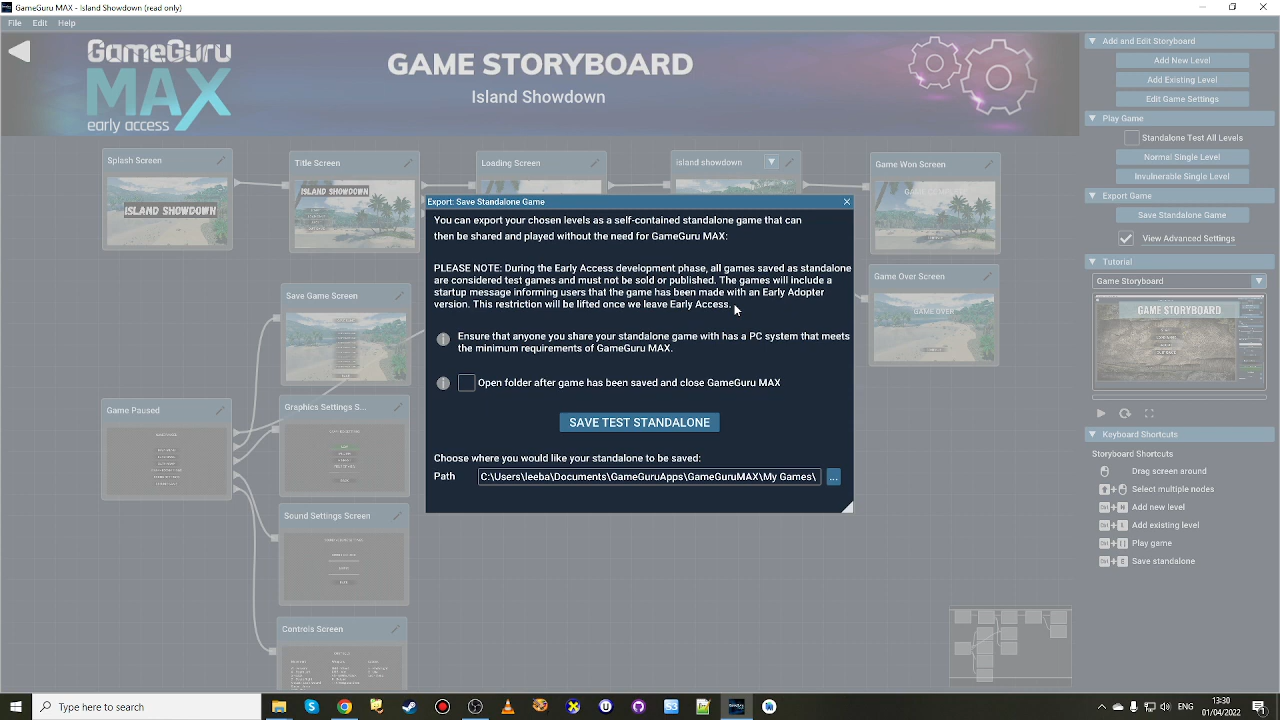 GameGuru MAX - Island Showdown (read only)
File Edit Help
GameGuru
MAX
early access
GAME STORYBOARD
Island Showdown
Splash Screen
ISLAND SHOWDOWN
Title Screen
ISLAND SHOWDOWN
Loading Screen
island showdown
Game Won Screen
Game Over Screen
GAME OVER
Save Game Screen
Game Paused
Graphics Settings S...
Sound Settings Screen
Controls Screen
Export: Save Standalone Game
You can export your chosen levels as a self-contained standalone game that can
then be shared and played without the need for GameGuru MAX:
PLEASE NOTE: During the Early Access development phase, all games saved as standalone
are considered test games and must not be sold or published. The games will include a
startup message informing users that the game has been made with an Early Adopter
version. This restriction will be lifted once we leave Early Access.
Ensure that anyone you share your standalone game with has a PC system that meets
the minimum requirements of GameGuru MAX.
Open folder after game has been saved and close GameGuru MAX
SAVE TEST STANDALONE
Choose where you would like your standalone to be saved:
Path C:\Users\leeba\Documents\GameGuruApps\GameGuruMAX\My Games\ ...
Add and Edit Storyboard
Add New Level
Add Existing Level
Edit Game Settings
Play Game
Standalone Test All Levels
Normal Single Level
Invulnerable Single Level
Export Game
Save Standalone Game
View Advanced Settings
Tutorial
Game Storyboard
GAME STORYBOARD
Keyboard Shortcuts
Storyboard Shortcuts
Drag screen around
Select multiple nodes
Add new level
Add existing level
Play game
Save standalone
Type here to search
13:30
01/04/2022